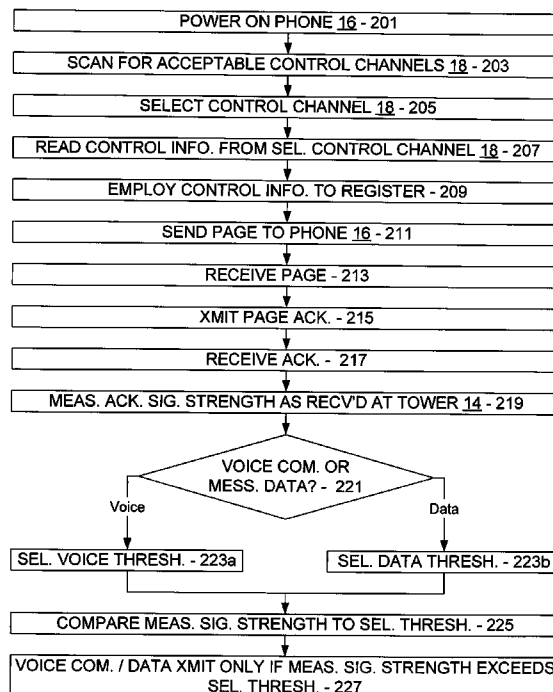 POWER ON PHONE 16 - 201
SCAN FOR ACCEPTABLE CONTROL CHANNELS 18 - 203
SELECT CONTROL CHANNEL 18 - 205
READ CONTROL INFO. FROM SEL. CONTROL CHANNEL 18 - 207
EMPLOY CONTROL INFO. TO REGISTER - 209
SEND PAGE TO PHONE 16 - 211
RECEIVE PAGE - 213
XMIT PAGE ACK. - 215
RECEIVE ACK. - 217
MEAS. ACK. SIG. STRENGTH AS RECV'D AT TOWER 14 - 219
VOICE COM. OR
MESS. DATA? - 221
Voice
Data
SEL. VOICE THRESH. - 223a
SEL. DATA THRESH. - 223b
COMPARE MEAS. SIG. STRENGTH TO SEL. THRESH. - 225
VOICE COM. / DATA XMIT ONLY IF MEAS. SIG. STRENGTH EXCEEDS
SEL. THRESH. - 227